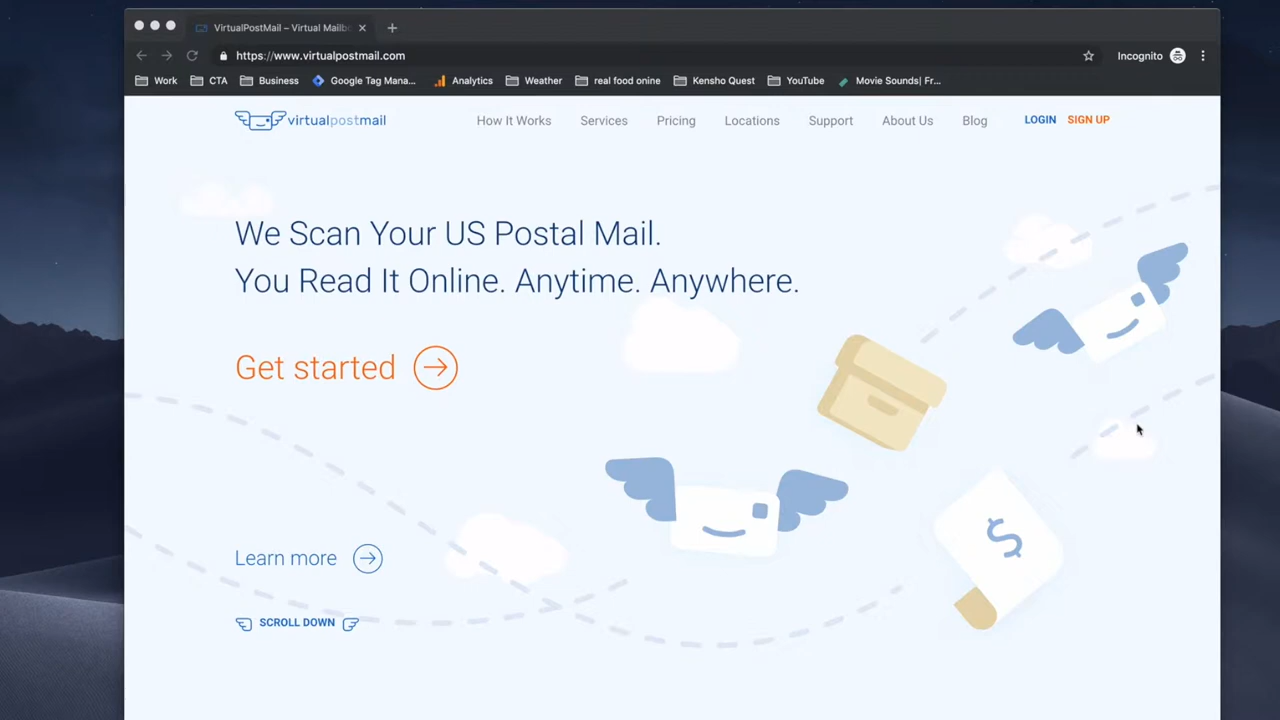 VirtualPostMail – Virtual Mailbo
https://www.virtualpostmail.com
Incognito
Work
CTA
Business
Google Tag Mana...
Analytics
Weather
real food onine
Kensho Quest
YouTube
Movie Sounds| Fr...
virtualpostmail
How It Works
Services
Pricing
Locations
Support
About Us
Blog
LOGIN
SIGN UP
We Scan Your US Postal Mail.
You Read It Online. Anytime. Anywhere.
Get started
$
Learn more
SCROLL DOWN